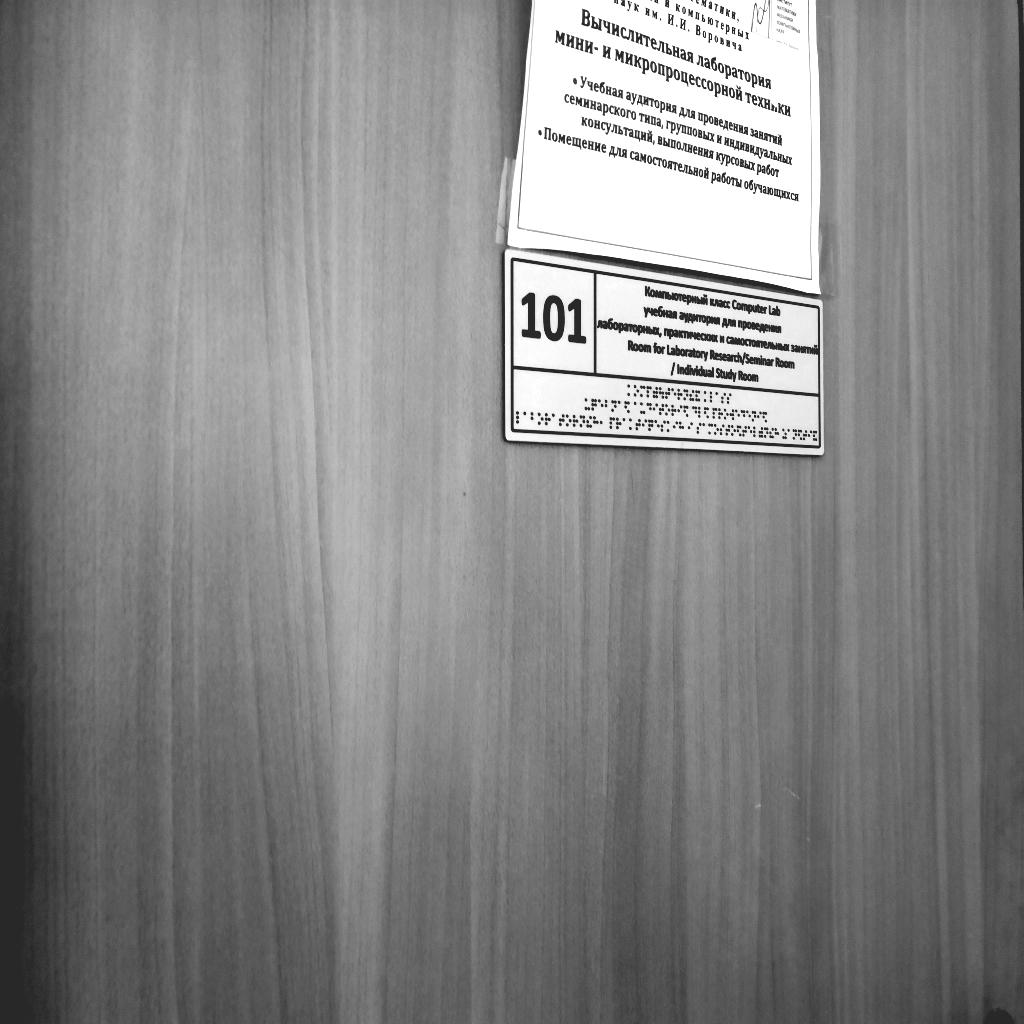 и компьютерных
наук им. И.И. Воровича
Вычислительная лаборатория
мини- и микропроцессорной техники
• Учебная аудитория для проведения занятий
семинарского типа, групповых и индивидуальных
консультаций, выполнения курсовых работ
• Помещение для самостоятельной работы обучающихся
101
Компьютерный класс Computer Lab
учебная аудитория для проведения
лабораторных, практических и самостоятельных занятий
Room for Laboratory Research/Seminar Room
/ Individual Study Room